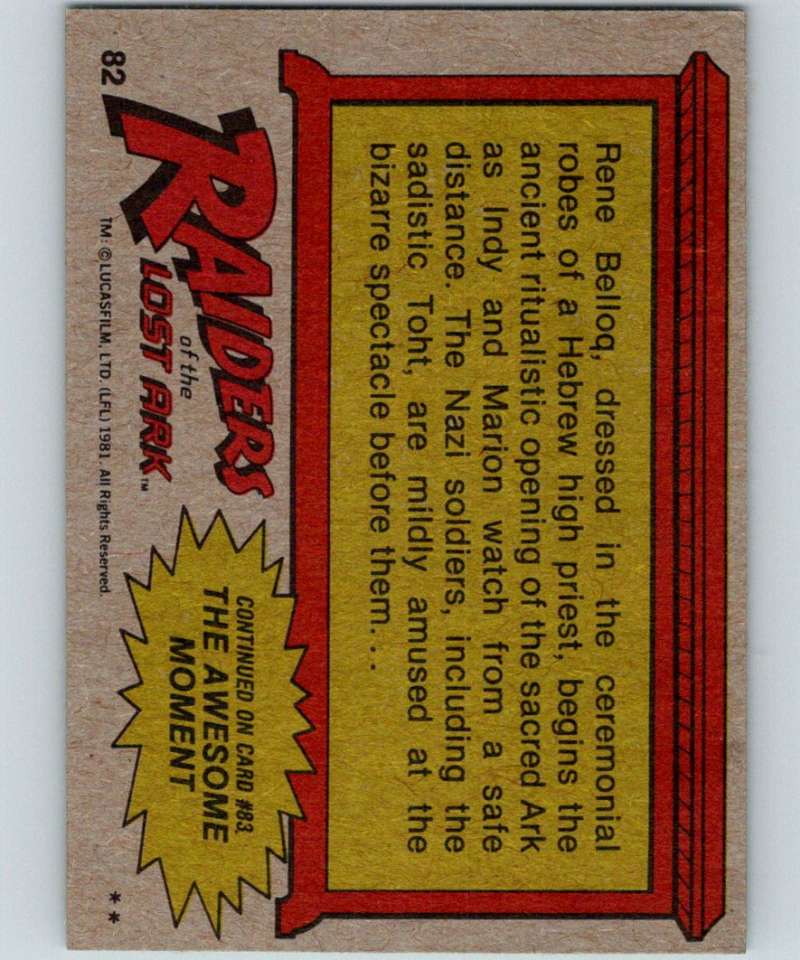 Rene Belloq, dressed in the ceremonial
robes of a Hebrew high priest, begins the
ancient ritualistic opening of the sacred Ark
as Indy and Marion watch from a safe
distance. The Nazi soldiers, including the
sadistic Toht, are mildly amused at the
bizarre spectacle before them. . .
RAIDERS
of the
LOST ARK™
CONTINUED ON CARD #83,
THE AWESOME
MOMENT
82
TM: © LUCASFILM, LTD. (LFL) 1981. All Rights Reserved.
* *